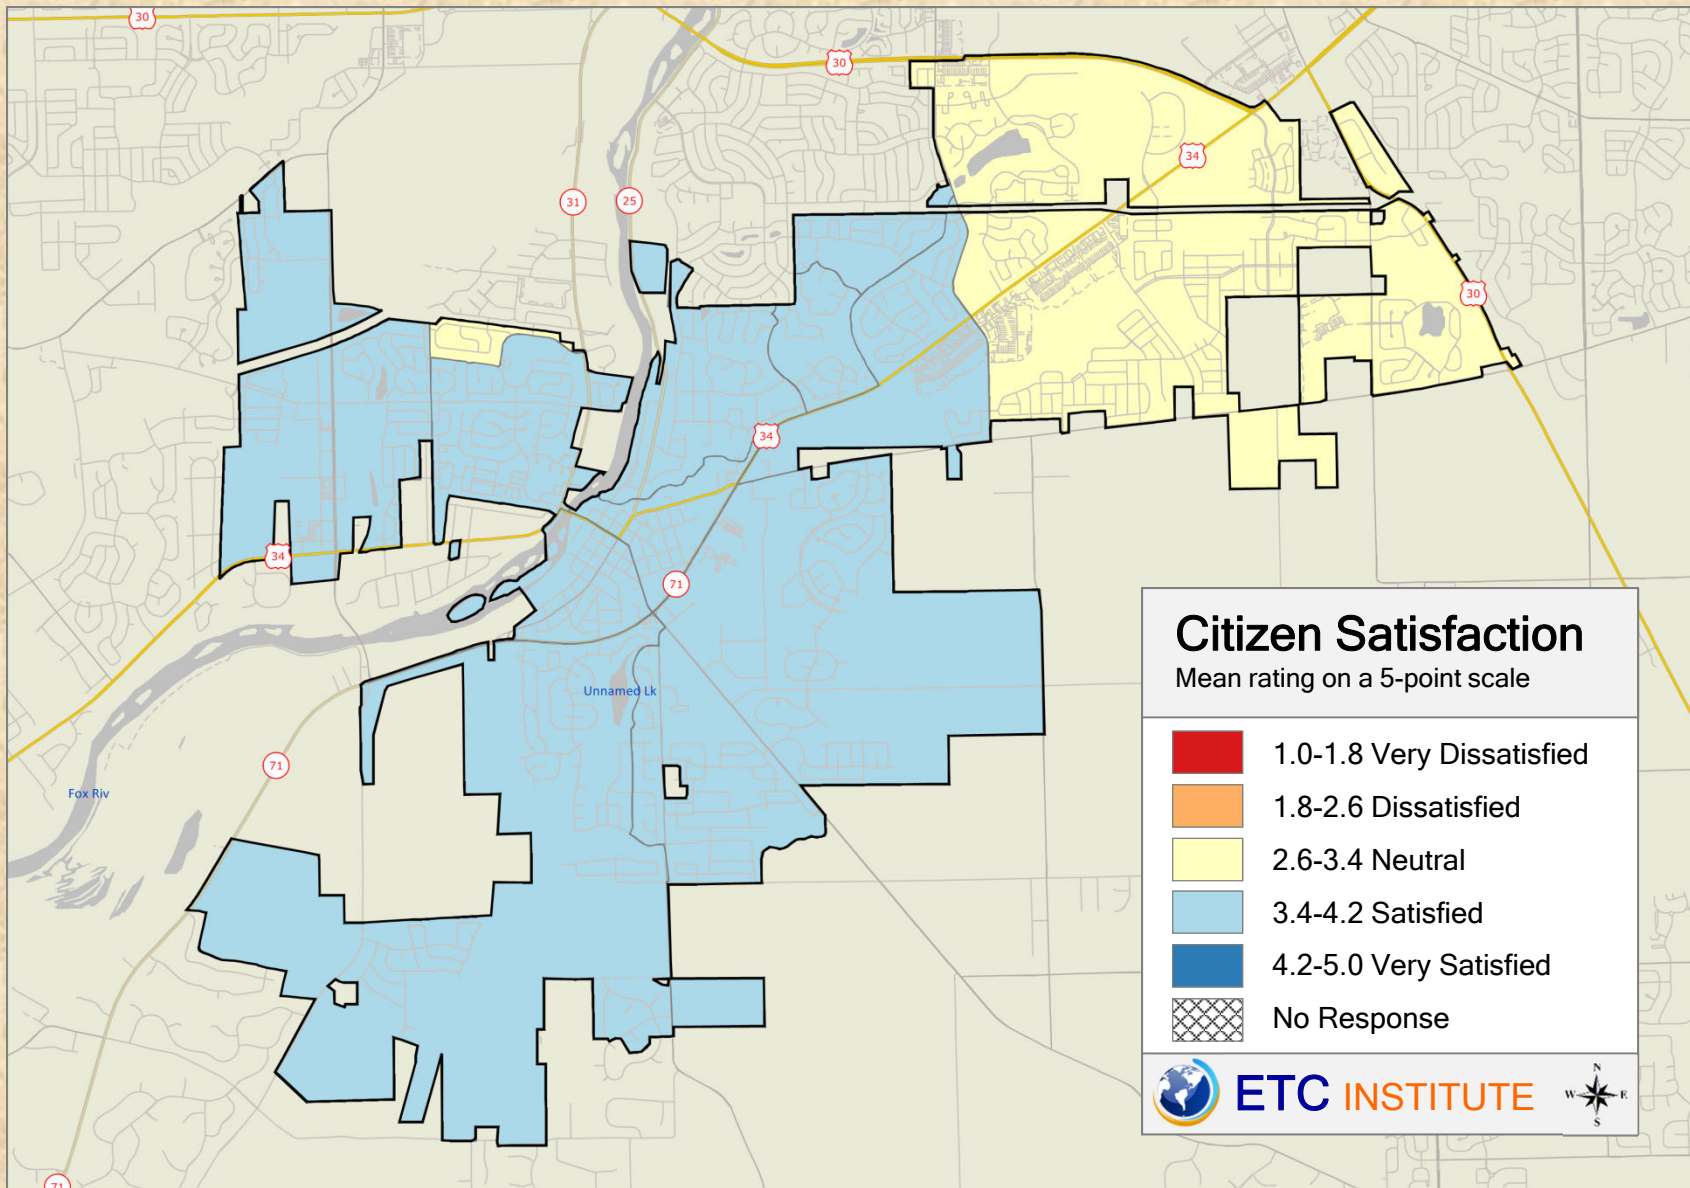 30
30
34
31
25
30
34
34
71
Unnamed Lk
71
Fox Riv
71
Citizen Satisfaction
Mean rating on a 5-point scale
1.0-1.8 Very Dissatisfied
1.8-2.6 Dissatisfied
2.6-3.4 Neutral
3.4-4.2 Satisfied
4.2-5.0 Very Satisfied
No Response
ETC INSTITUTE
N
W E
S